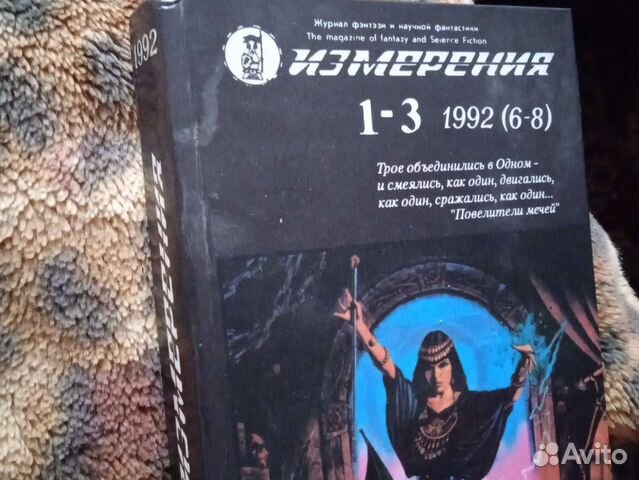 Журнал фэнтэзи и научной фантастики
The magazine of fantazy and Seience Fiction
ИЗМЕРЕНИЯ
1-3 1992 (6-8)
Трое объединились в Одном -
и смеялись, как один, двигались,
как один, сражались, как один...
"Повелители мечей"
1992
ИЗМЕРЕНИЯ
Avito